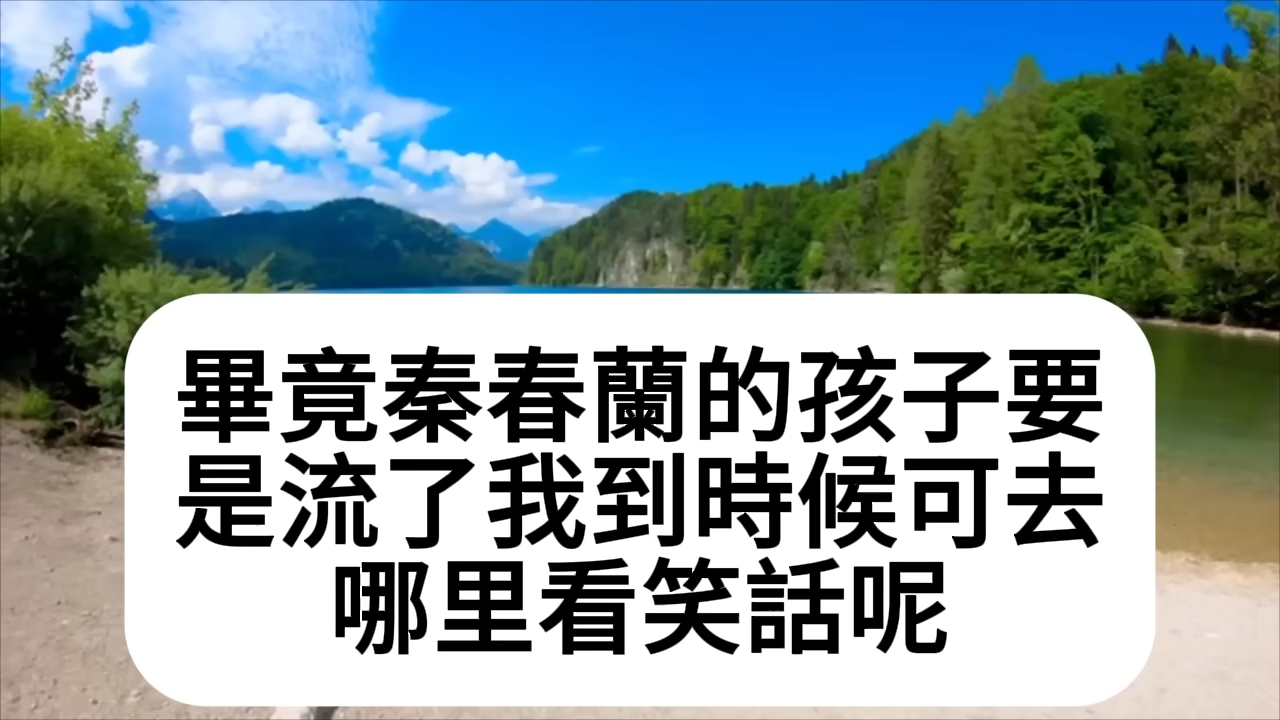 畢竟秦春蘭的孩子要
是流了我到時候可去
哪里看笑話呢